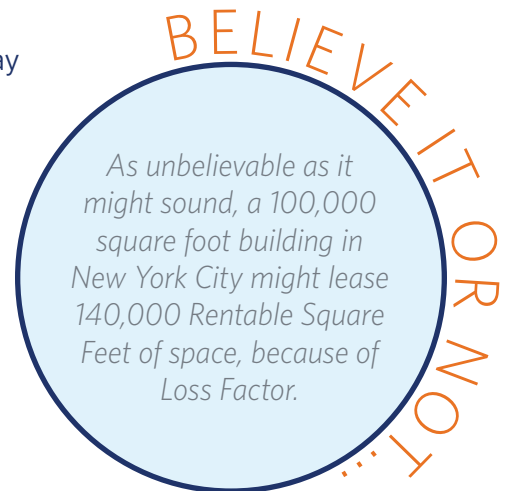 ay
BELIEVE IT OR NOT...
As unbelievable as it
might sound, a 100,000
square foot building in
New York City might lease
140,000 Rentable Square
Feet of space, because of
Loss Factor.